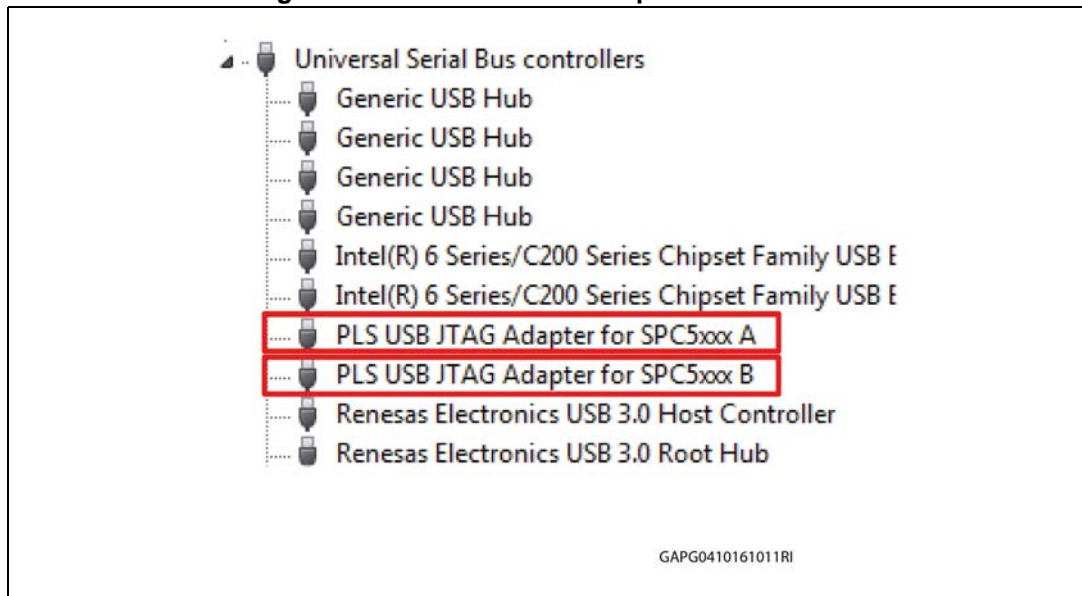 Universal Serial Bus controllers
Generic USB Hub
Generic USB Hub
Generic USB Hub
Generic USB Hub
Intel(R) 6 Series/C200 Series Chipset Family USB E
Intel(R) 6 Series/C200 Series Chipset Family USB E
PLS USB JTAG Adapter for SPC5xxx A
PLS USB JTAG Adapter for SPC5xxx B
Renesas Electronics USB 3.0 Host Controller
Renesas Electronics USB 3.0 Root Hub
GAPG0410161011RI